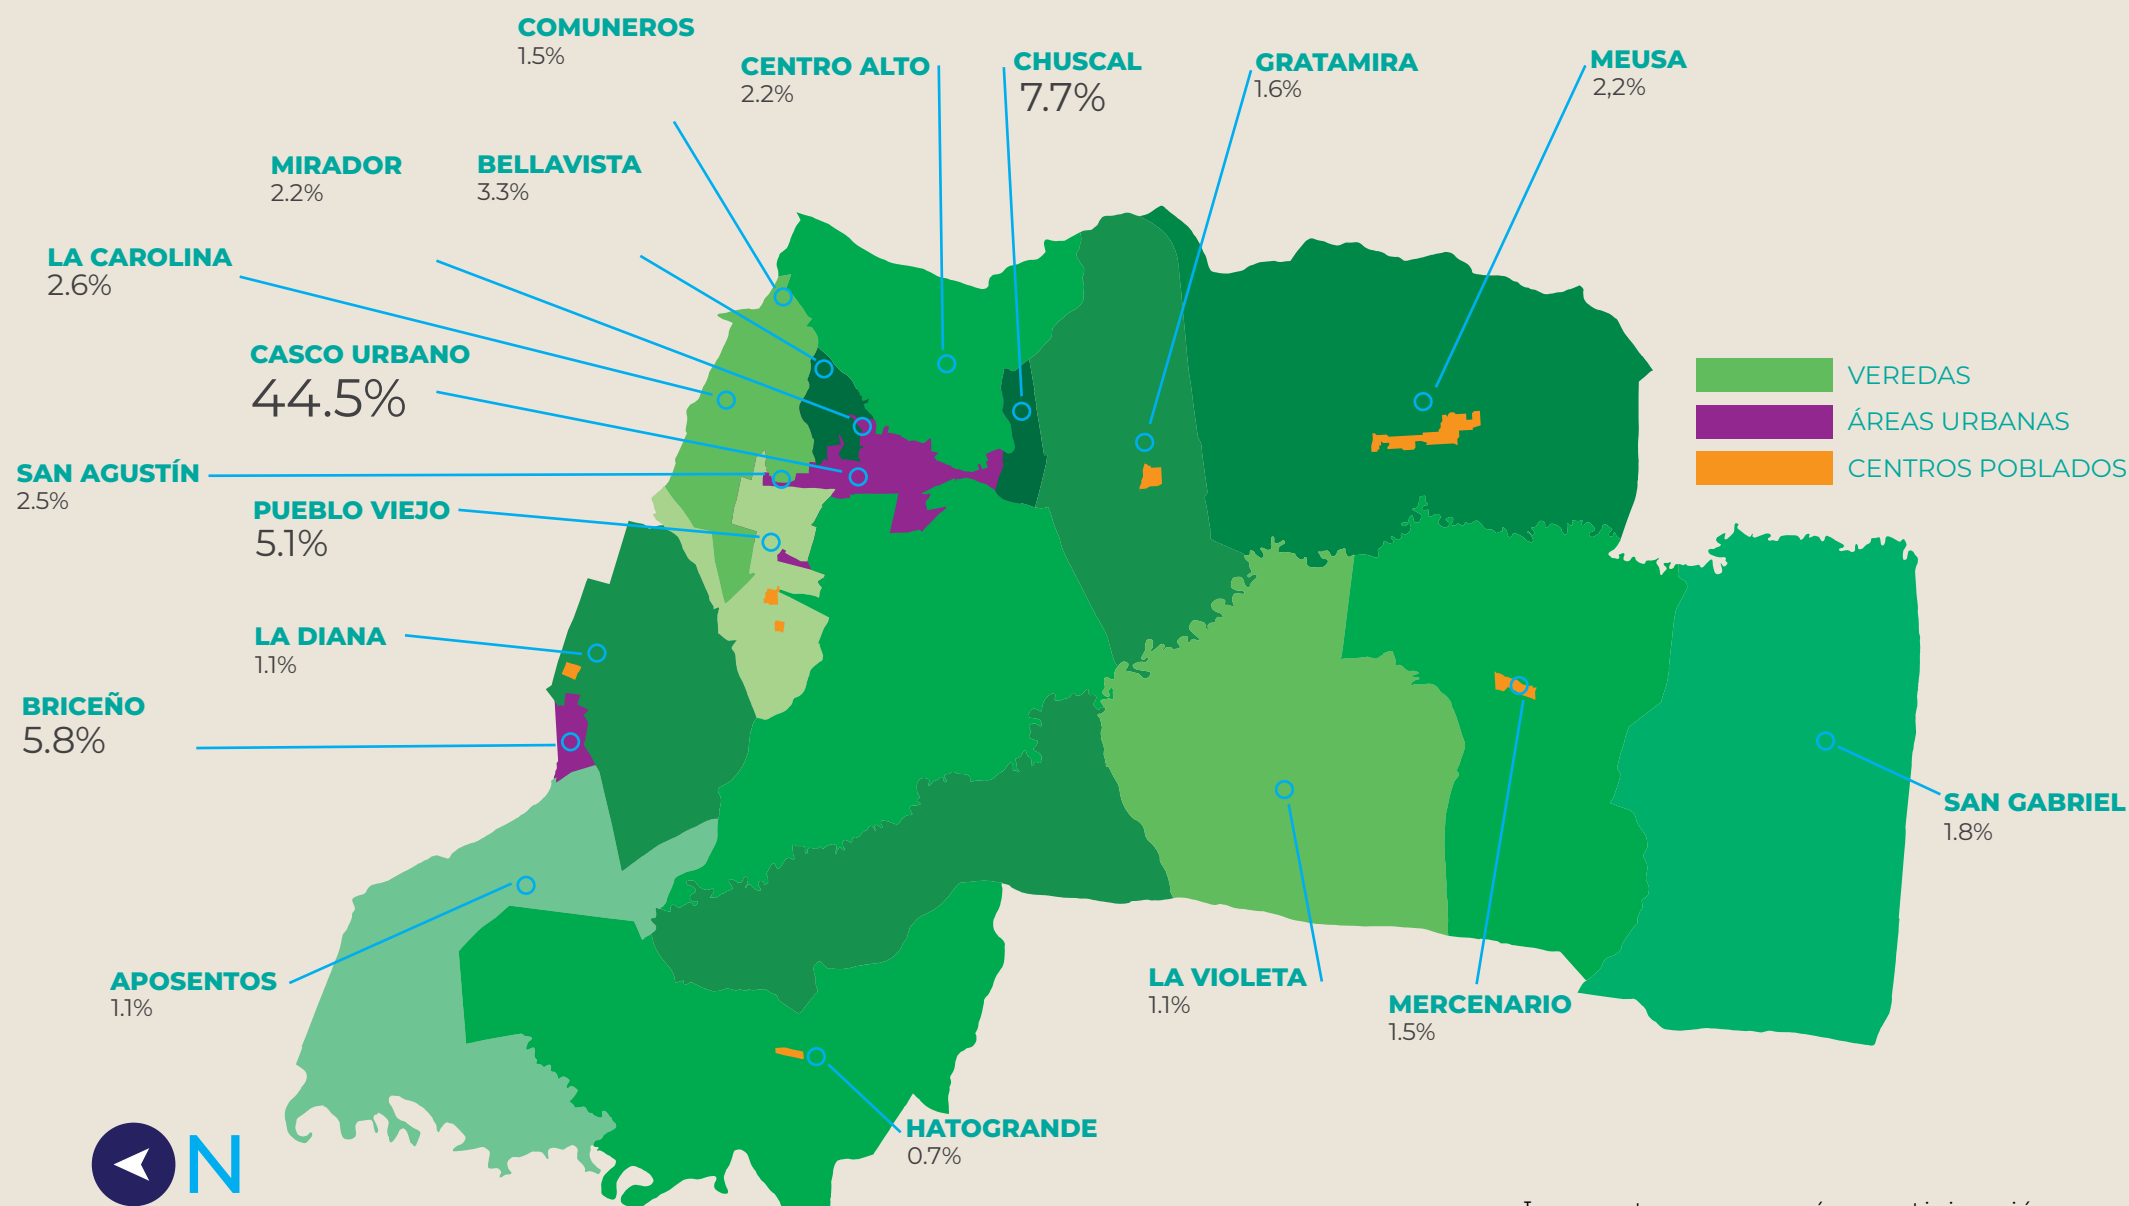 COMUNEROS
1.5%
CENTRO ALTO
2.2%
CHUSCAL
7.7%
GRATAMIRA
1.6%
MEUSA
2,2%
MIRADOR
2.2%
BELLAVISTA
3.3%
LA CAROLINA
2.6%
CASCO URBANO
44.5%
SAN AGUSTÍN
2.5%
PUEBLO VIEJO
5.1%
LA DIANA
1.1%
BRICEÑO
5.8%
VEREDAS
ÁREAS URBANAS
CENTROS POBLADOS
SAN GABRIEL
1.8%
APOSENTOS
1.1%
LA VIOLETA
1.1%
MERCENARIO
1.5%
HATOGRANDE
0.7%
N